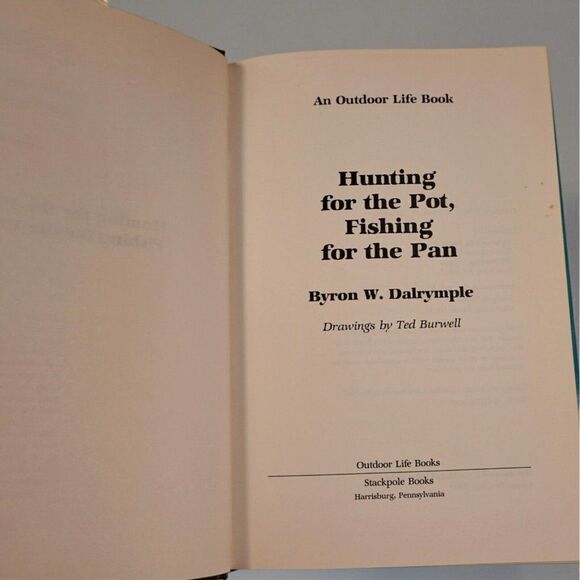 An Outdoor Life Book
Hunting
for the Pot,
Fishing
for the Pan
Byron W. Dalrymple
Drawings by Ted Burwell
Outdoor Life Books
Stackpole Books
Harrisburg, Pennsylvania